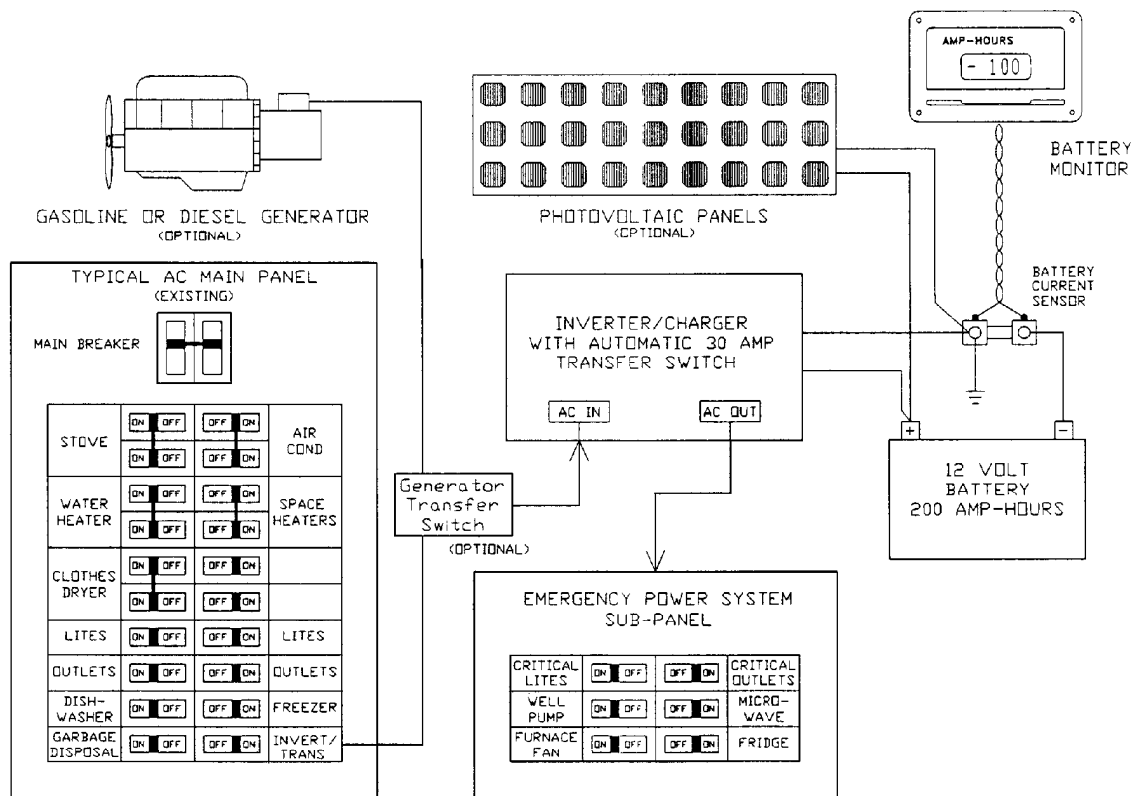 AMP-HOURS
- 100
BATTERY
MONITOR
GASOLINE OR DIESEL GENERATOR
(OPTIONAL)
PHOTOVOLTAIC PANELS
(OPTIONAL)
BATTERY
CURRENT
SENSOR
TYPICAL AC MAIN PANEL
(EXISTING)
MAIN BREAKER
STOVE
ON OFF
OFF ON
ON OFF
OFF ON
AIR
COND
WATER
HEATER
ON OFF
OFF ON
ON OFF
OFF ON
SPACE
HEATERS
CLOTHES
DRYER
ON OFF
OFF ON
ON OFF
OFF ON
LITES
ON OFF
OFF ON
LITES
OUTLETS
ON OFF
OFF ON
OUTLETS
DISH-
WASHER
ON OFF
OFF ON
FREEZER
GARBAGE
DISPOSAL
ON OFF
OFF ON
INVERT/
TRANS
Generator
Transfer
Switch
(OPTIONAL)
INVERTER/CHARGER
WITH AUTOMATIC 30 AMP
TRANSFER SWITCH
AC IN
AC OUT
+
-
12 VOLT
BATTERY
200 AMP-HOURS
EMERGENCY POWER SYSTEM
SUB-PANEL
CRITICAL
LITES
ON OFF
OFF ON
CRITICAL
OUTLETS
WELL
PUMP
ON OFF
OFF ON
MICRO-
WAVE
FURNACE
FAN
ON OFF
OFF ON
FRIDGE